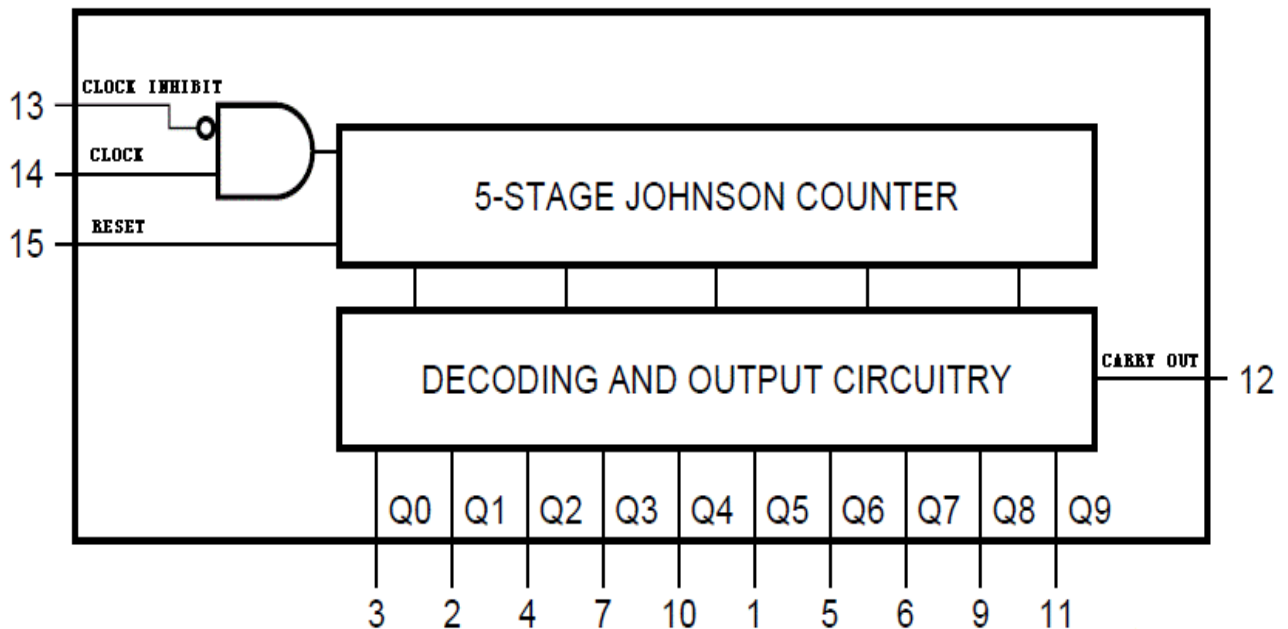 CLOCK INHIBIT
13
CLOCK
14
5-STAGE JOHNSON COUNTER
RESET
15
DECODING AND OUTPUT CIRCUITRY
CARRY OUT
12
Q0 Q1 Q2 Q3 Q4 Q5 Q6 Q7 Q8 Q9
3 2 4 7 10 1 5 6 9 11